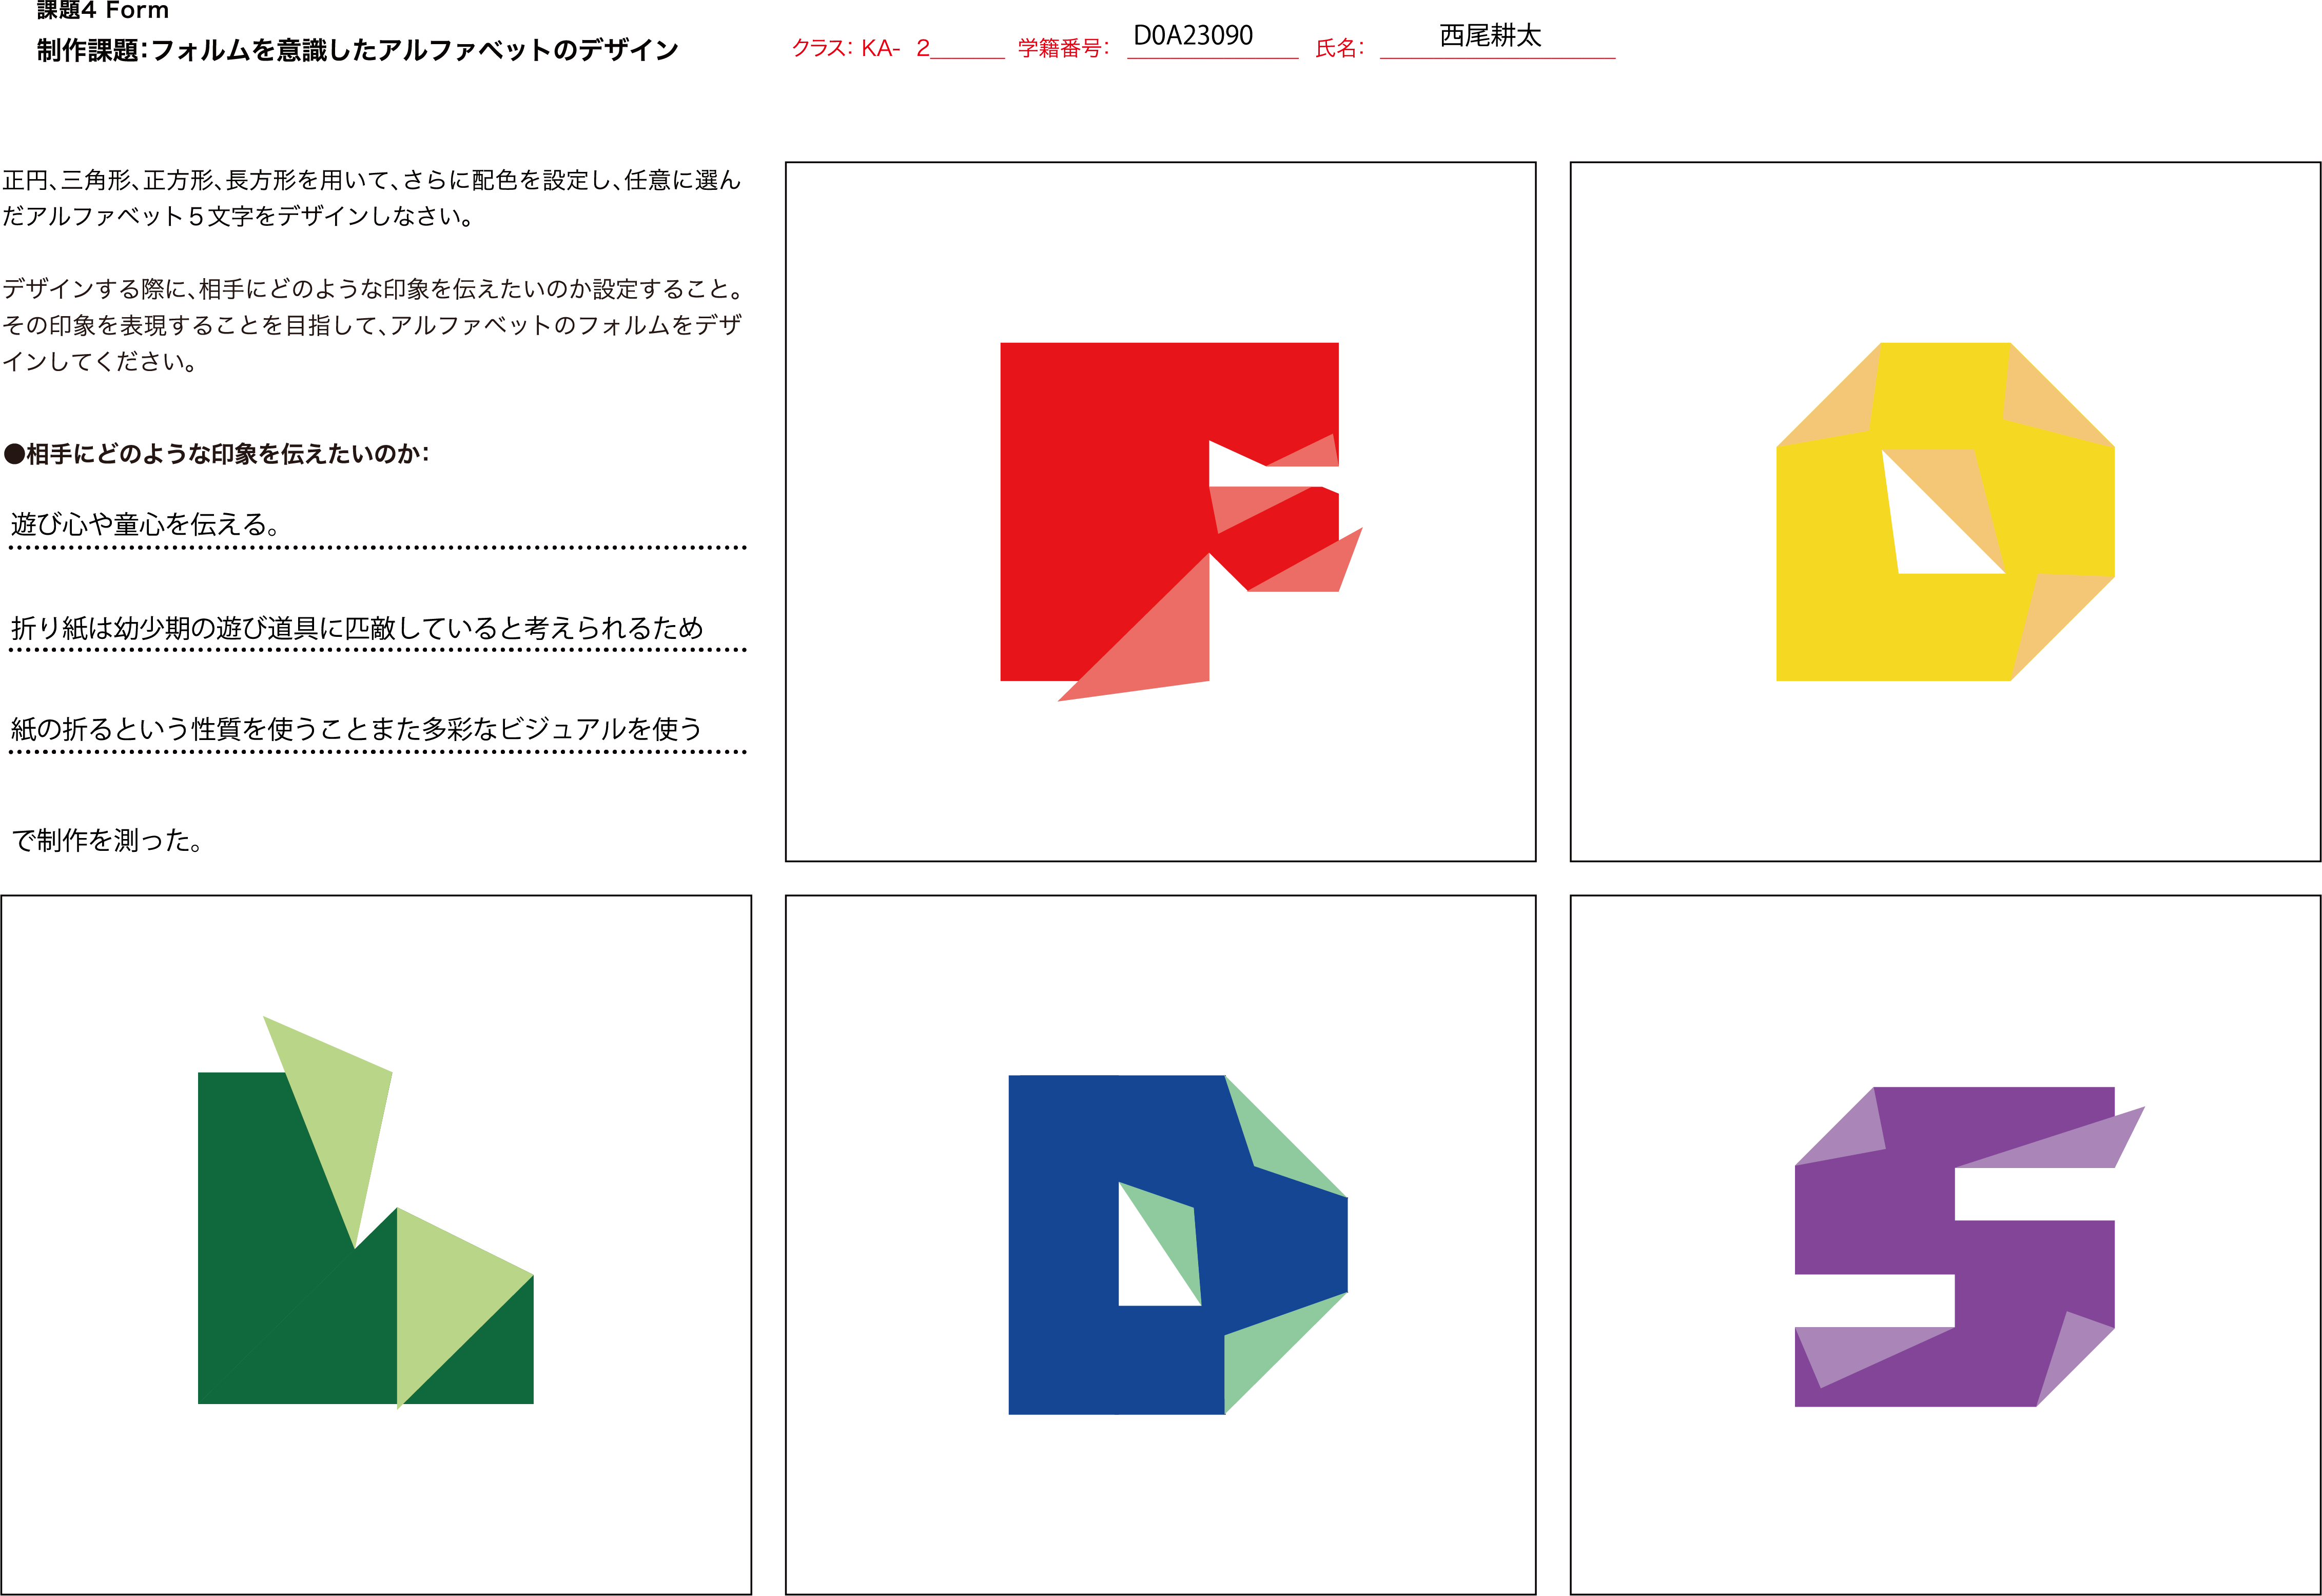 課題4 Form
制作課題：フォルムを意識したアルファベットのデザイン
クラス： KA- 2 学籍番号： D0A23090 氏名： 西尾耕太
正円、三角形、正方形、長方形を用いて、さらに配色を設定し、任意に選ん
だアルファベット５文字をデザインしなさい。
デザインする際に、相手にどのような印象を伝えたいのか設定すること。
その印象を表現することを目指して、アルファベットのフォルムをデザ
インしてください。
●相手にどのような印象を伝えたいのか：
遊び心や童心を伝える。
折り紙は幼少期の遊び道具に匹敵していると考えられるため
紙の折るという性質を使うことまた多彩なビジュアルを使う
で制作を測った。
F
O
L
D
S